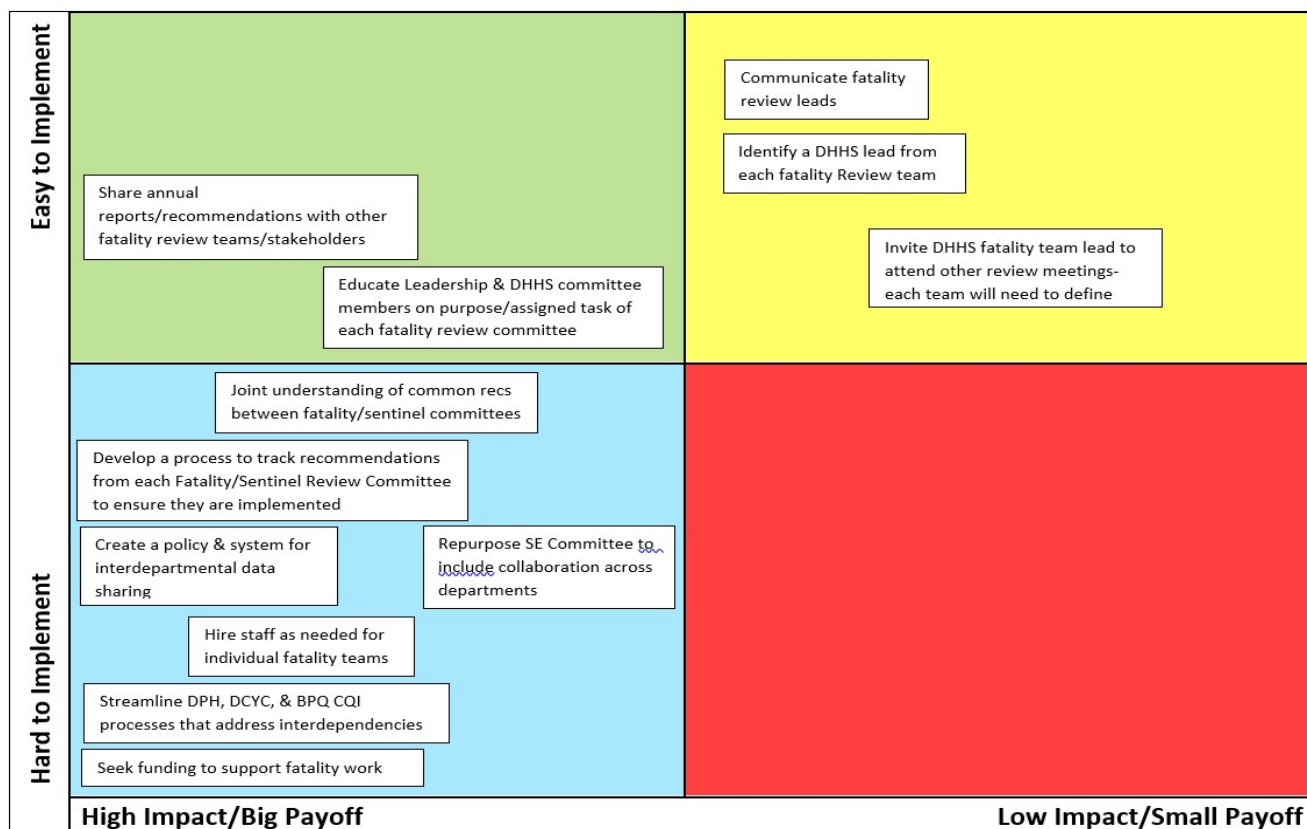 Easy to Implement
Communicate fatality
review leads
Identify a DHHS lead from
each fatality Review team
Share annual
reports/recommendations with other
fatality review teams/stakeholders
Invite DHHS fatality team lead to
attend other review meetings-
each team will need to define
Educate Leadership & DHHS committee
members on purpose/assigned task of
each fatality review committee
Hard to Implement
Joint understanding of common recs
between fatality/sentinel committees
Develop a process to track recommendations
from each Fatality/Sentinel Review Committee
to ensure they are implemented
Create a policy & system for
interdepartmental data
sharing
Repurpose SE Committee to
include collaboration across
departments
Hire staff as needed for
individual fatality teams
Streamline DPH, DCYC, & BPQ CQI
processes that address interdependencies
Seek funding to support fatality work
High Impact/Big Payoff
Low Impact/Small Payoff